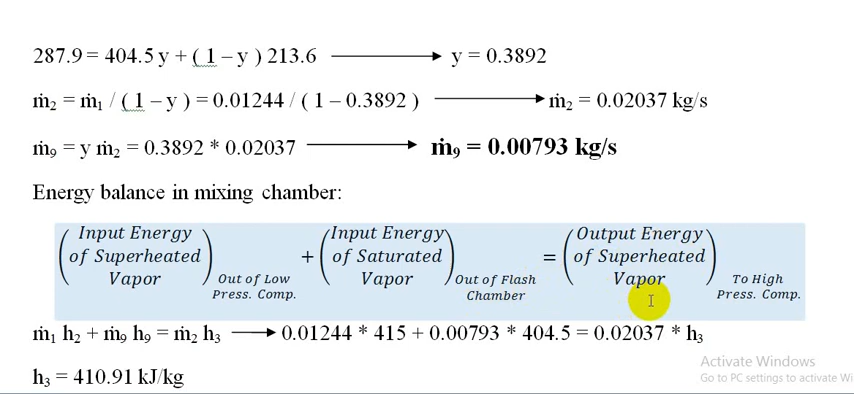 287.9 = 404.5 y + ( 1 – y ) 213.6 ⟶ y = 0.3892
ṁ₂ = ṁ₁ / ( 1 – y ) = 0.01244 / ( 1 – 0.3892 ) ⟶ ṁ₂ = 0.02037 kg/s
ṁ₉ = y ṁ₂ = 0.3892 * 0.02037 ⟶ ṁ₉ = 0.00793 kg/s
Energy balance in mixing chamber:
(Input Energy of Superheated Vapor) Out of Low Press. Comp. + (Input Energy of Saturated Vapor) Out of Flash Chamber = (Output Energy of Superheated Vapor) To High Press. Comp.
ṁ₁ h₂ + ṁ₉ h₉ = ṁ₂ h₃ ⟶ 0.01244 * 415 + 0.00793 * 404.5 = 0.02037 * h₃
h₃ = 410.91 kJ/kg
Activate Windows
Go to PC settings to activate Wi